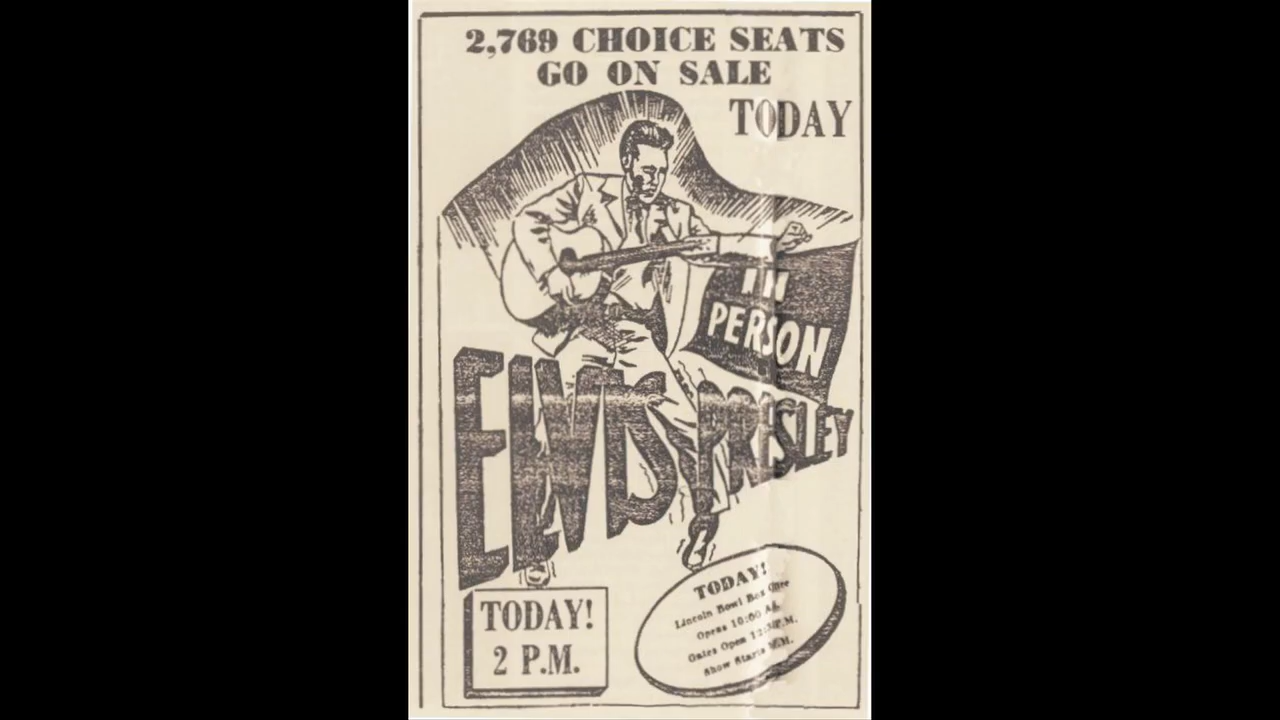 2,769 CHOICE SEATS
GO ON SALE
TODAY
IN
PERSON
ELVIS PRESLEY
TODAY!
2 P.M.
TODAY!
Lincoln Bowl Box
Opens 10:00
Gates Open
Show Starts